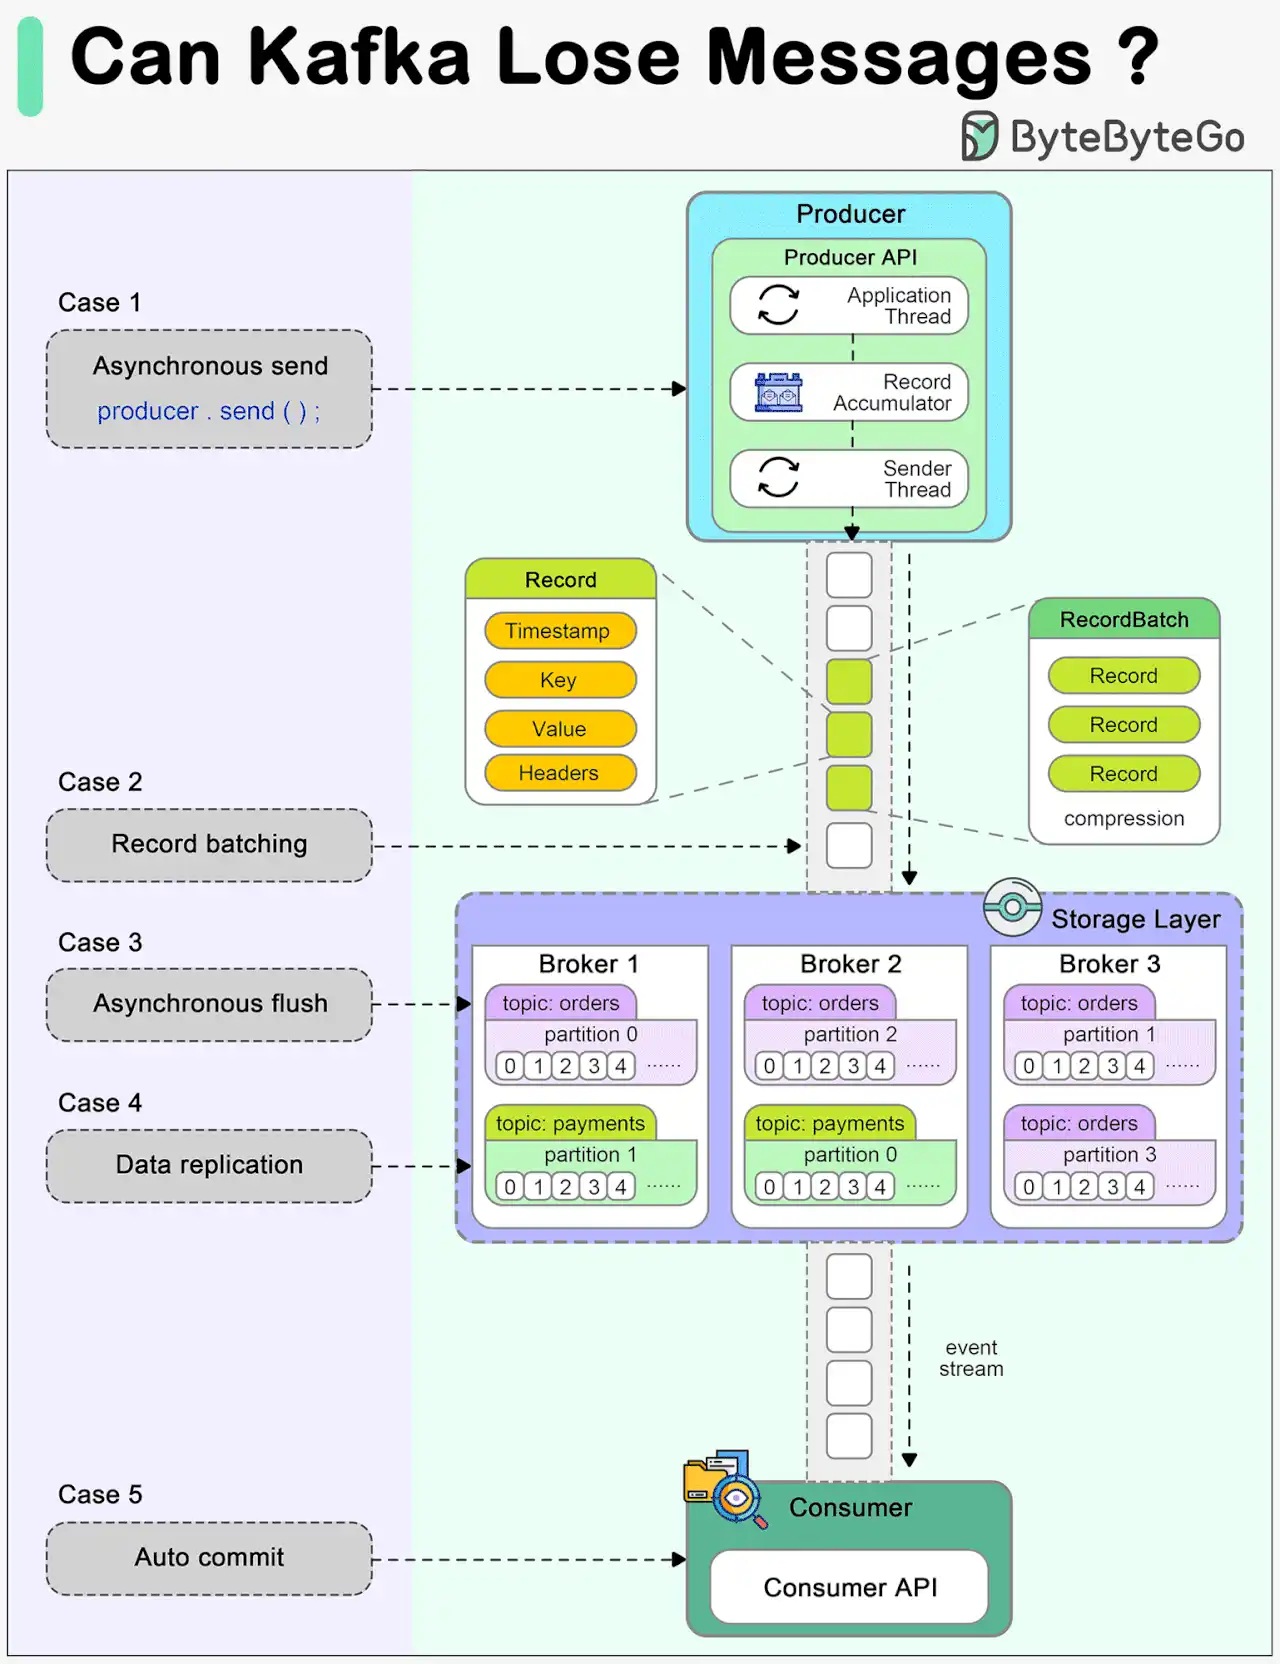 Can Kafka Lose Messages ?
ByteByteGo
Producer
Producer API
Application
Thread
Record
Accumulator
Sender
Thread
Case 1
Asynchronous send
producer . send ( ) ;
Record
Timestamp
Key
Value
Headers
RecordBatch
Record
Record
Record
compression
Case 2
Record batching
Storage Layer
Case 3
Asynchronous flush
Case 4
Data replication
Broker 1
topic: orders
partition 0
0 1 2 3 4 ......
topic: payments
partition 1
0 1 2 3 4 ......
Broker 2
topic: orders
partition 2
0 1 2 3 4 ......
topic: payments
partition 0
0 1 2 3 4 ......
Broker 3
topic: orders
partition 1
0 1 2 3 4 ......
topic: orders
partition 3
0 1 2 3 4 ......
event
stream
Case 5
Auto commit
Consumer
Consumer API